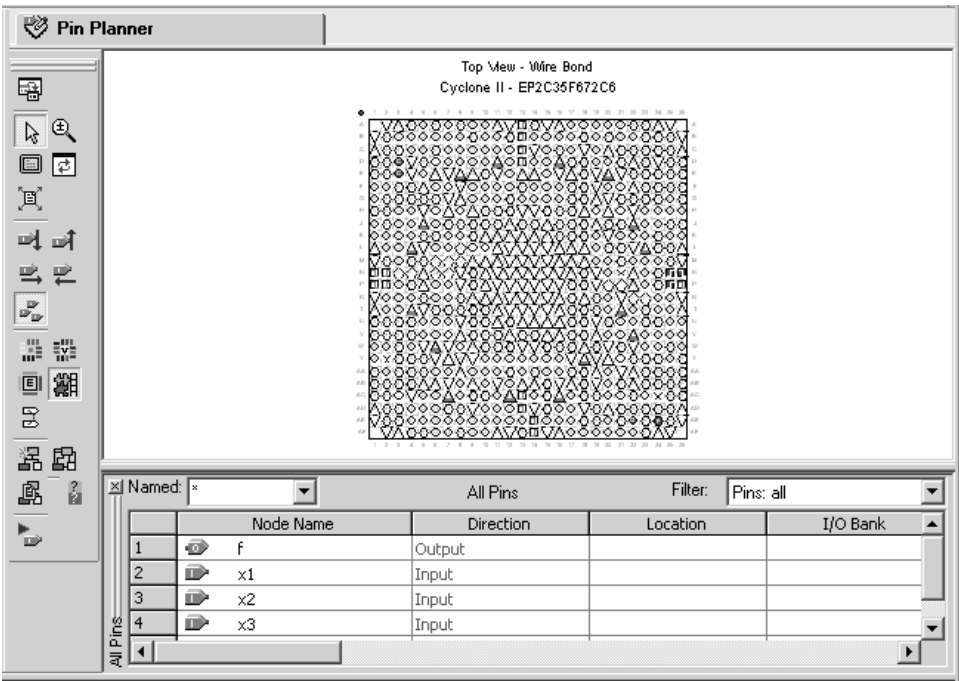 Pin Planner
Top View - Wire Bond
Cyclone II - EP2C35F672C6
Named: * All Pins Filter: Pins: all
Node Name Direction Location I/O Bank
1 f Output
2 x1 Input
3 x2 Input
4 x3 Input
All Pins